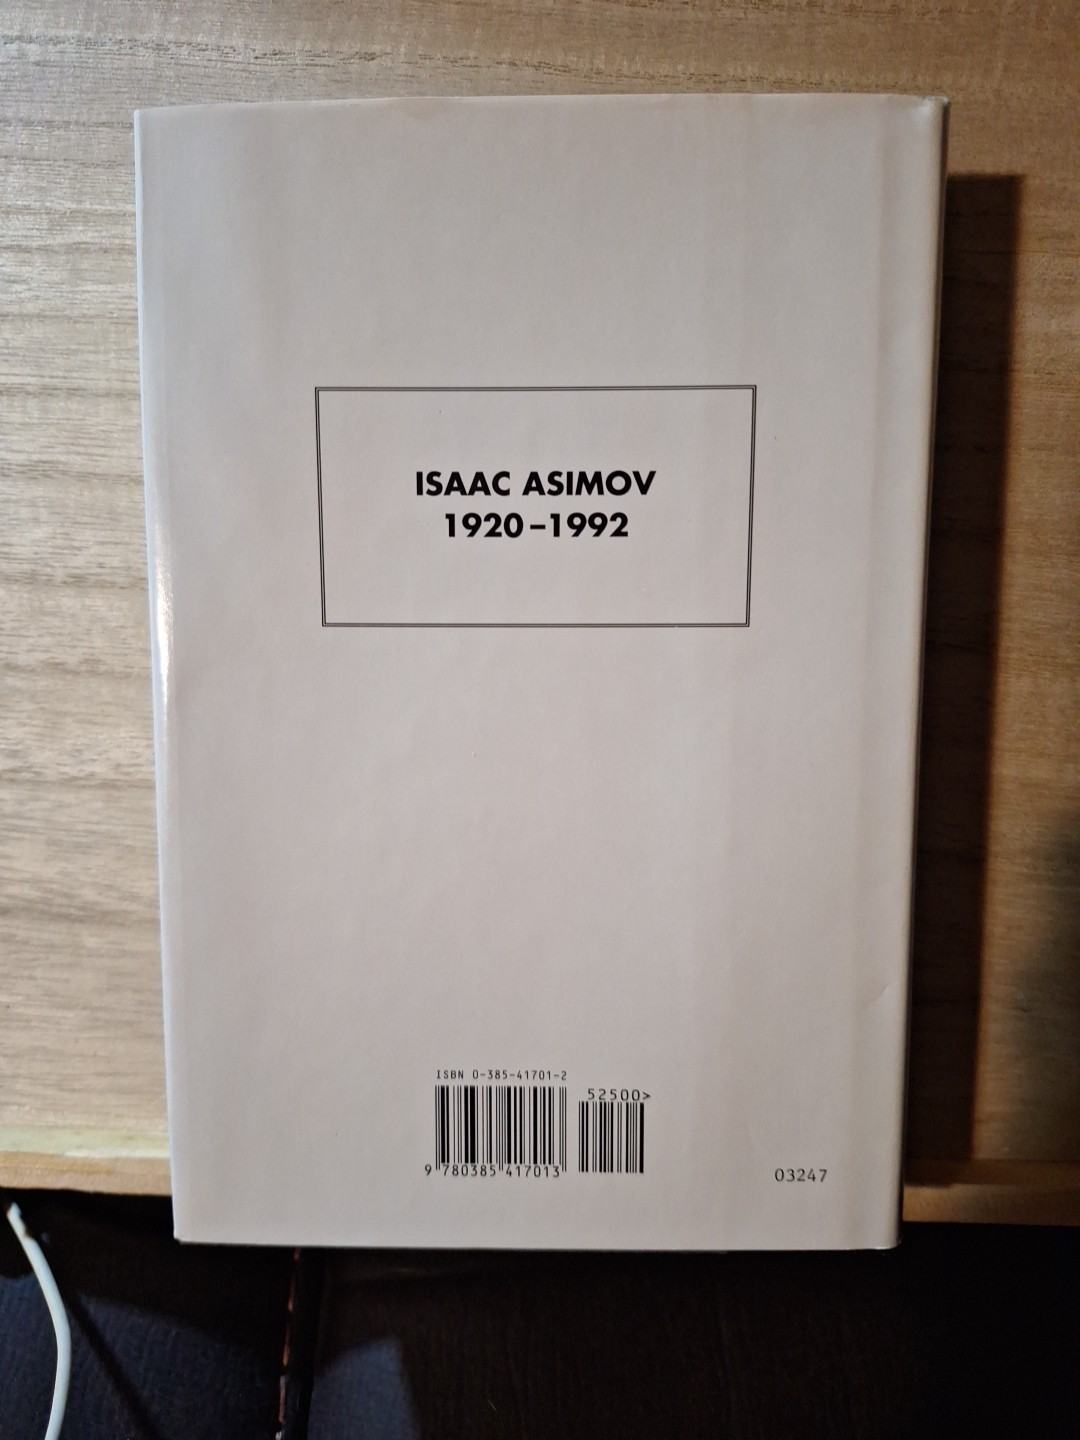 ISAAC ASIMOV
1920–1992
ISBN 0-385-41701-2
52500>
9 780385 417013
03247